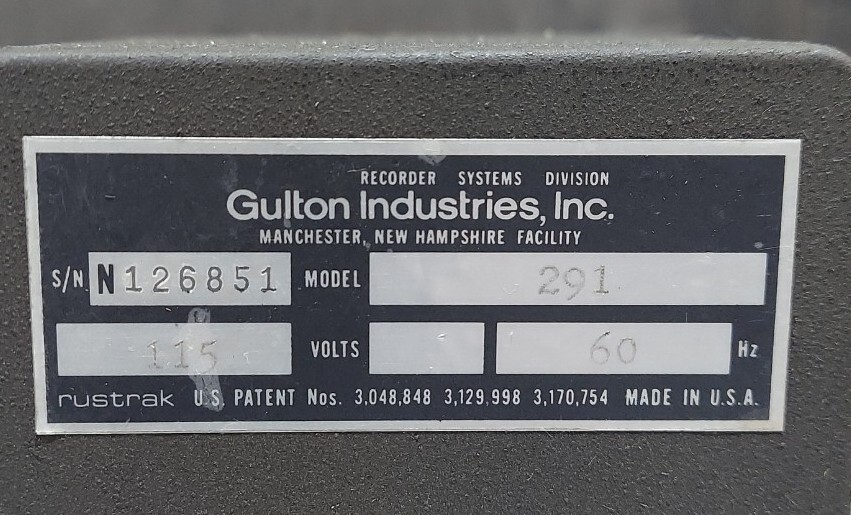 RECORDER SYSTEMS DIVISION
Gulton Industries, Inc.
MANCHESTER, NEW HAMPSHIRE FACILITY
S/N N126851 MODEL 291
115 VOLTS 60 Hz
rustrak U.S. PATENT Nos. 3,048,848 3,129,998 3,170,754 MADE IN U.S.A.